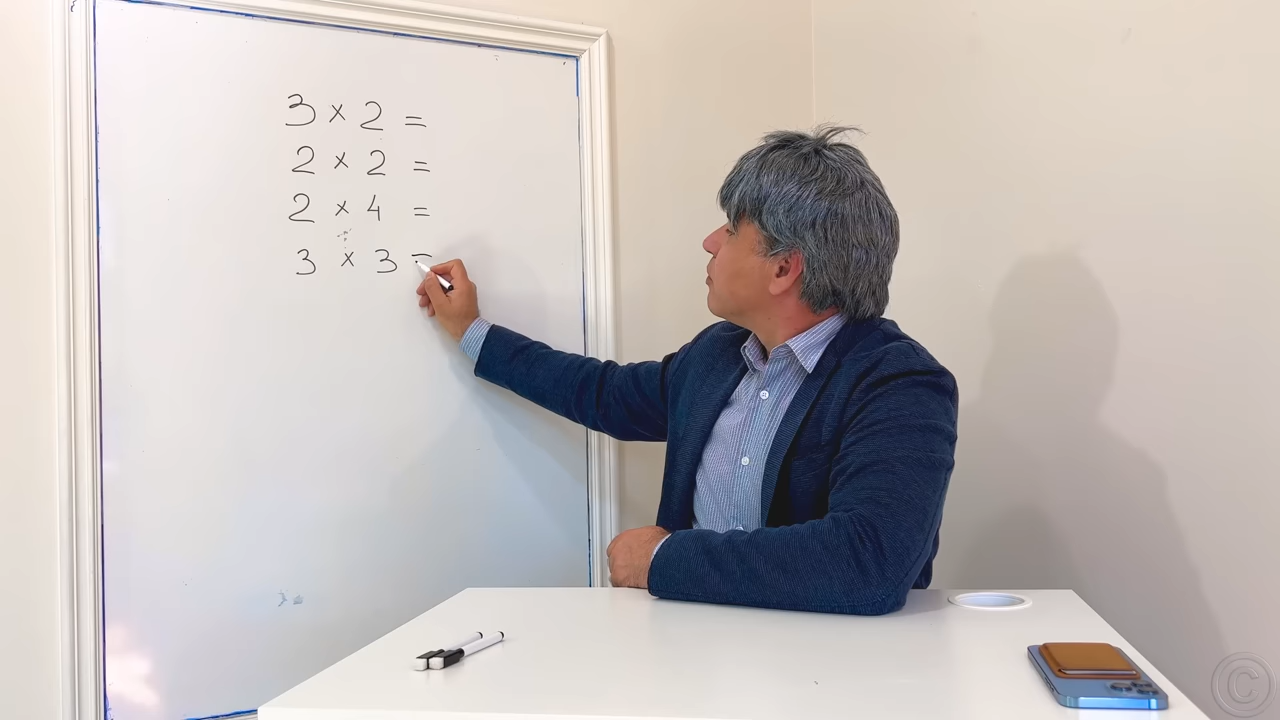 3 × 2 =
2 × 2 =
2 × 4 =
3 × 3 =
©